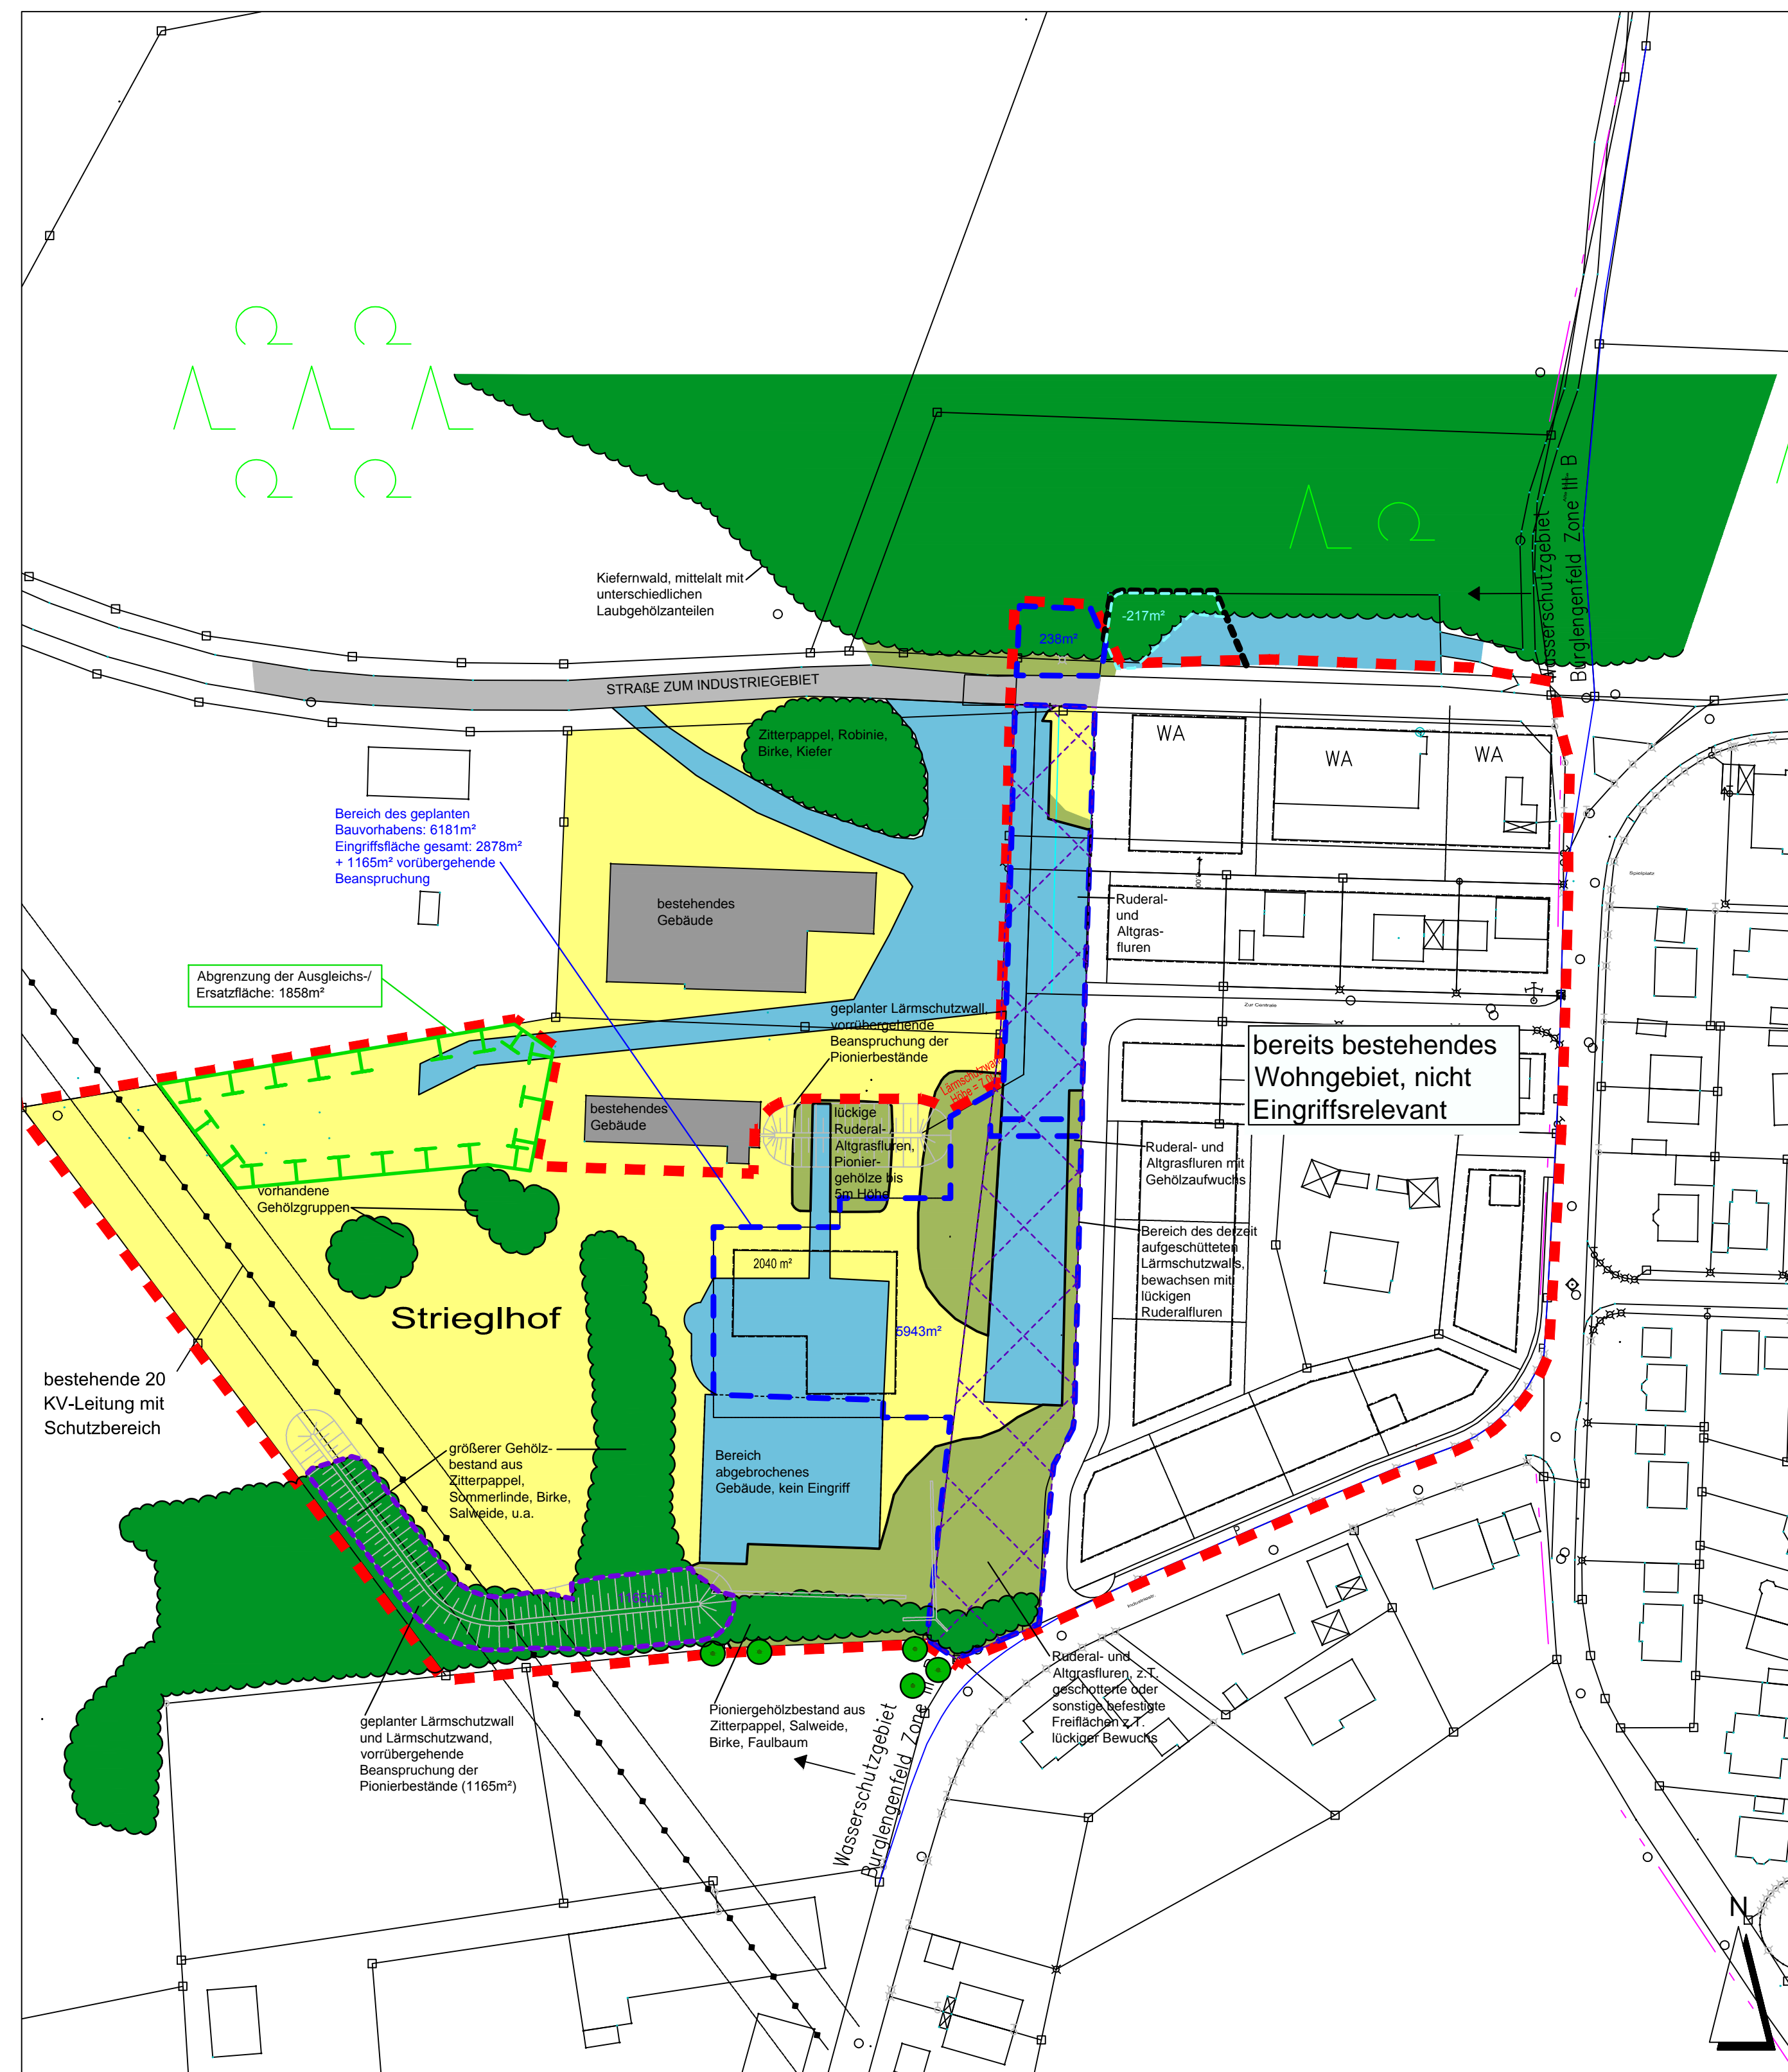 Kiefernwald, mittelalt mit
unterschiedlichen
Laubgehölzanteilen
Wasserschutzgebiet
Burglengenfeld Zone III B
-217m²
238m²
STRAßE ZUM INDUSTRIEGEBIET
Zitterpappel, Robinie,
Birke, Kiefer
WA
WA
WA
Bereich des geplanten
Bauvorhabens: 6181m²
Eingriffsfläche gesamt: 2878m²
+ 1165m² vorübergehende
Beanspruchung
bestehendes
Gebäude
Ruderal-
und
Altgras-
fluren
Spielplatz
Abgrenzung der Ausgleichs-/
Ersatzfläche: 1858m²
geplanter Lärmschutzwall,
vorrübergehende
Beanspruchung der
Pionierbestände
Zur Centrale
bereits bestehendes
Wohngebiet, nicht
Eingriffsrelevant
Lärmschutzwall
bestehendes
Gebäude
lückige
Ruderal-
Altgrasfluren,
Pionier-
gehölze bis
5m Höhe
Ruderal- und
Altgrasfluren mit
Gehölzaufwuchs
vorhandene
Gehölzgruppen
Bereich des derzeit
aufgeschütteten
Lärmschutzwalls,
bewachsen mit
lückigen
Ruderalfluren
2040 m²
Strieglhof
5943m²
bestehende 20
KV-Leitung mit
Schutzbereich
größerer Gehölz-
bestand aus
Zitterpappel,
Sommerlinde, Birke,
Salweide, u.a.
Bereich
abgebrochenes
Gebäude, kein Eingriff
1165m²
Ruderal- und
Altgrasfluren, z.T.
geschotterte oder
sonstige befestigte
Freiflächen z.T.
lückiger Bewuchs
Pioniergehölzbestand aus
Zitterpappel, Salweide,
Birke, Faulbaum
geplanter Lärmschutzwall
und Lärmschutzwand,
vorrübergehende
Beanspruchung der
Pionierbestände (1165m²)
Wasserschutzgebiet
Burglengenfeld Zone
N